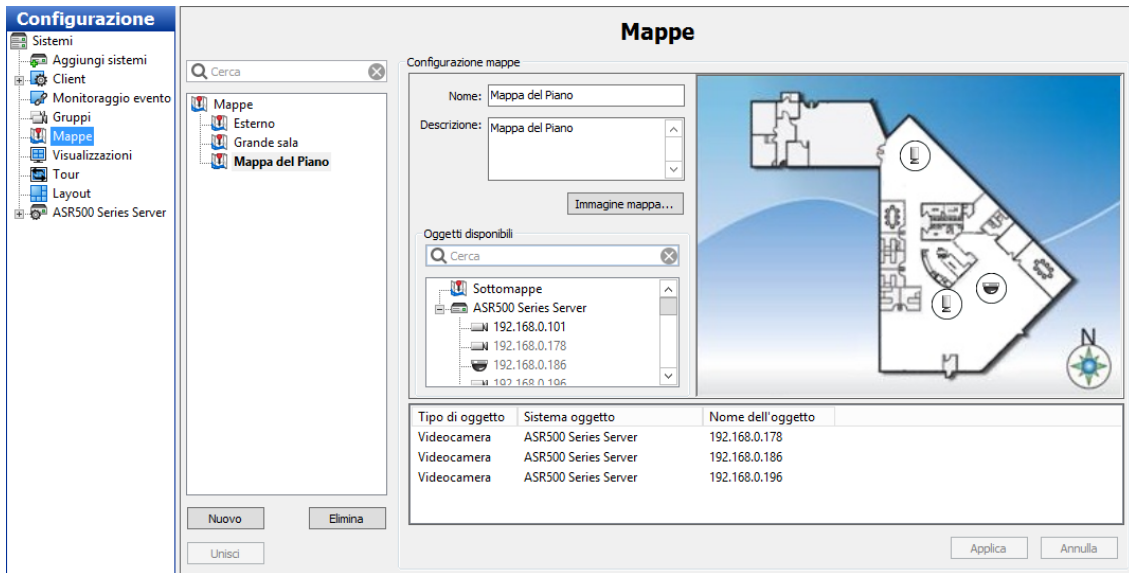 Configurazione
Sistemi
Aggiungi sistemi
Client
Monitoraggio evento
Gruppi
Mappe
Visualizzazioni
Tour
Layout
ASR500 Series Server
Mappe
Cerca
Mappe
Esterno
Grande sala
Mappa del Piano
Nuovo
Elimina
Unisci
Configurazione mappe
Nome: Mappa del Piano
Descrizione: Mappa del Piano
Immagine mappa...
Oggetti disponibili
Cerca
Sottomappe
ASR500 Series Server
192.168.0.101
192.168.0.178
192.168.0.186
192.168.0.196
N
Tipo di oggetto Sistema oggetto Nome dell'oggetto
Videocamera ASR500 Series Server 192.168.0.178
Videocamera ASR500 Series Server 192.168.0.186
Videocamera ASR500 Series Server 192.168.0.196
Applica
Annulla